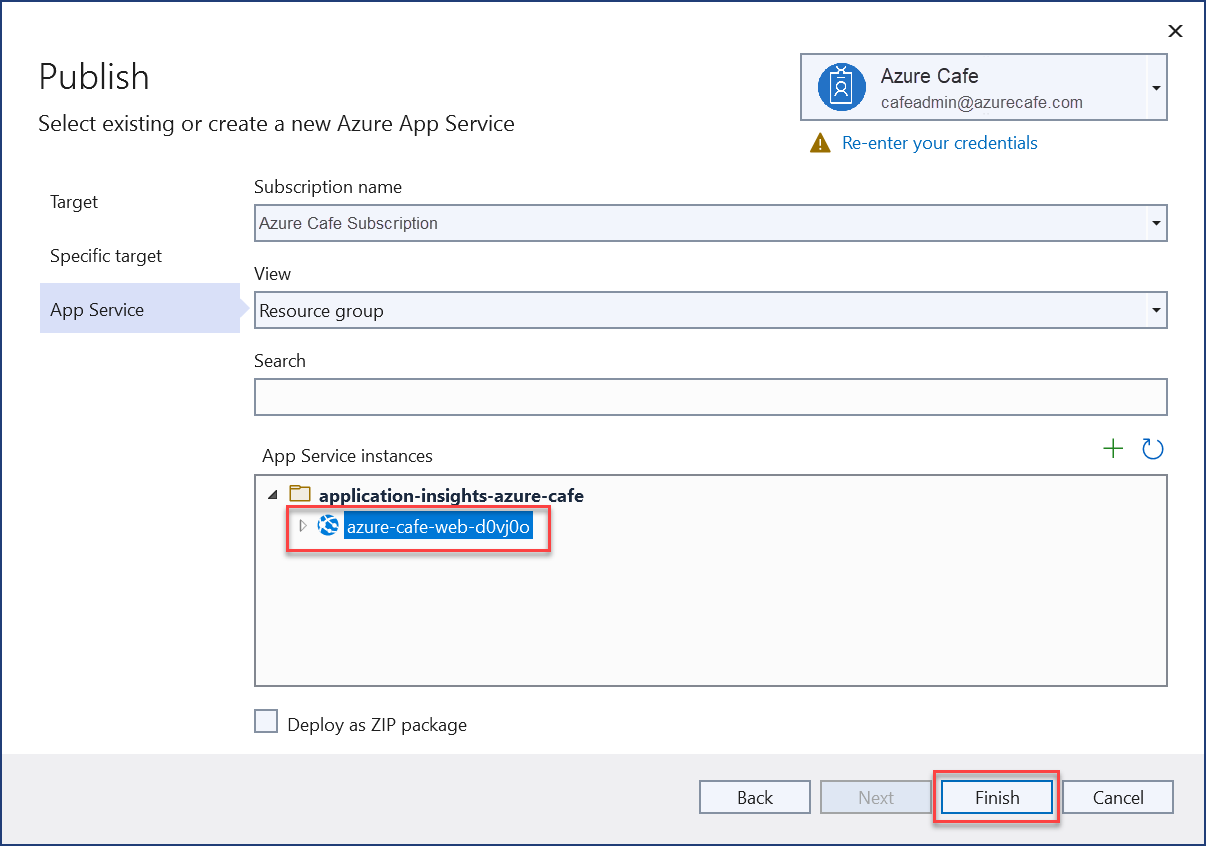 Publish
Select existing or create a new Azure App Service
Azure Cafe
cafeadmin@azurecafe.com
Re-enter your credentials
Target
Specific target
App Service
Subscription name
Azure Cafe Subscription
View
Resource group
Search
App Service instances
application-insights-azure-cafe
azure-cafe-web-d0vj0o
Deploy as ZIP package
Back
Next
Finish
Cancel